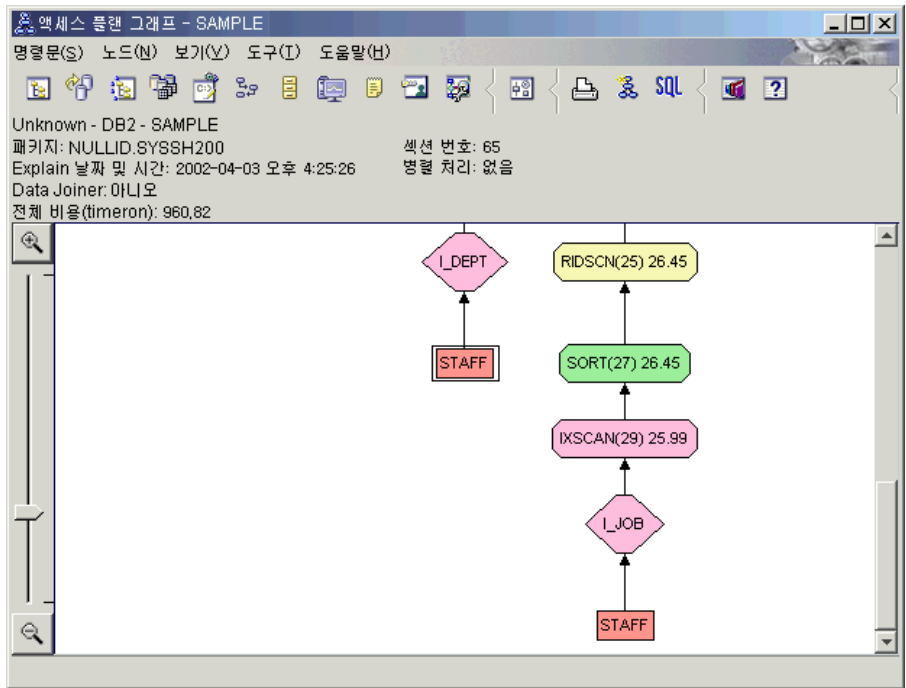 액세스 플랜 그래프 - SAMPLE
명령문(S) 노드(N) 보기(V) 도구(T) 도움말(H)
SQL
Unknown - DB2 - SAMPLE
패키지: NULLID.SYSSH200 섹션 번호: 65
Explain 날짜 및 시간: 2002-04-03 오후 4:25:26 병렬 처리: 없음
Data Joiner: 아니오
전체 비용(timeron): 960,82
I_DEPT
RIDSCN(25) 26.45
STAFF
SORT(27) 26.45
IXSCAN(29) 25.99
I_JOB
STAFF